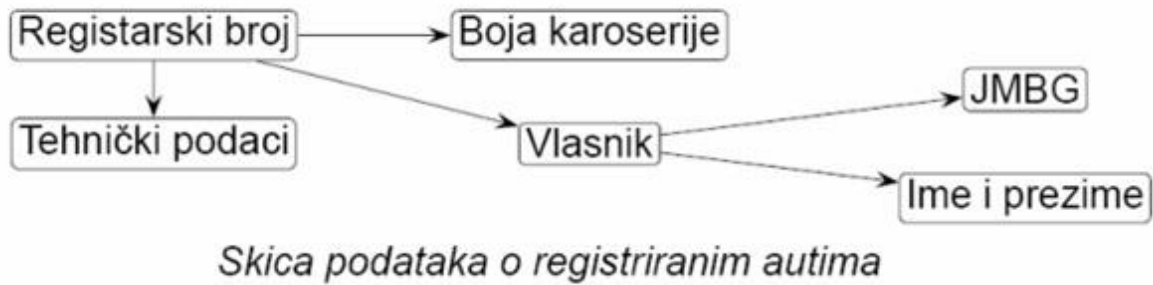 Registarski broj
Boja karoserije
JMBG
Tehnički podaci
Vlasnik
Ime i prezime
Skica podataka o registriranim autima